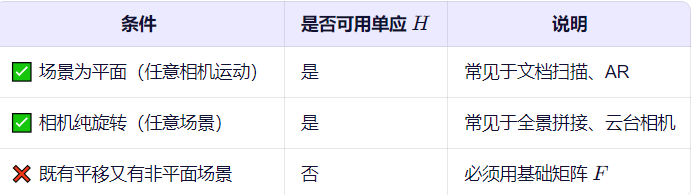 条件 是否可用单应 H 说明
✅ 场景为平面（任意相机运动） 是 常见于文档扫描、AR
✅ 相机纯旋转（任意场景） 是 常见于全景拼接、云台相机
❌ 既有平移又有非平面场景 否 必须用基础矩阵 F